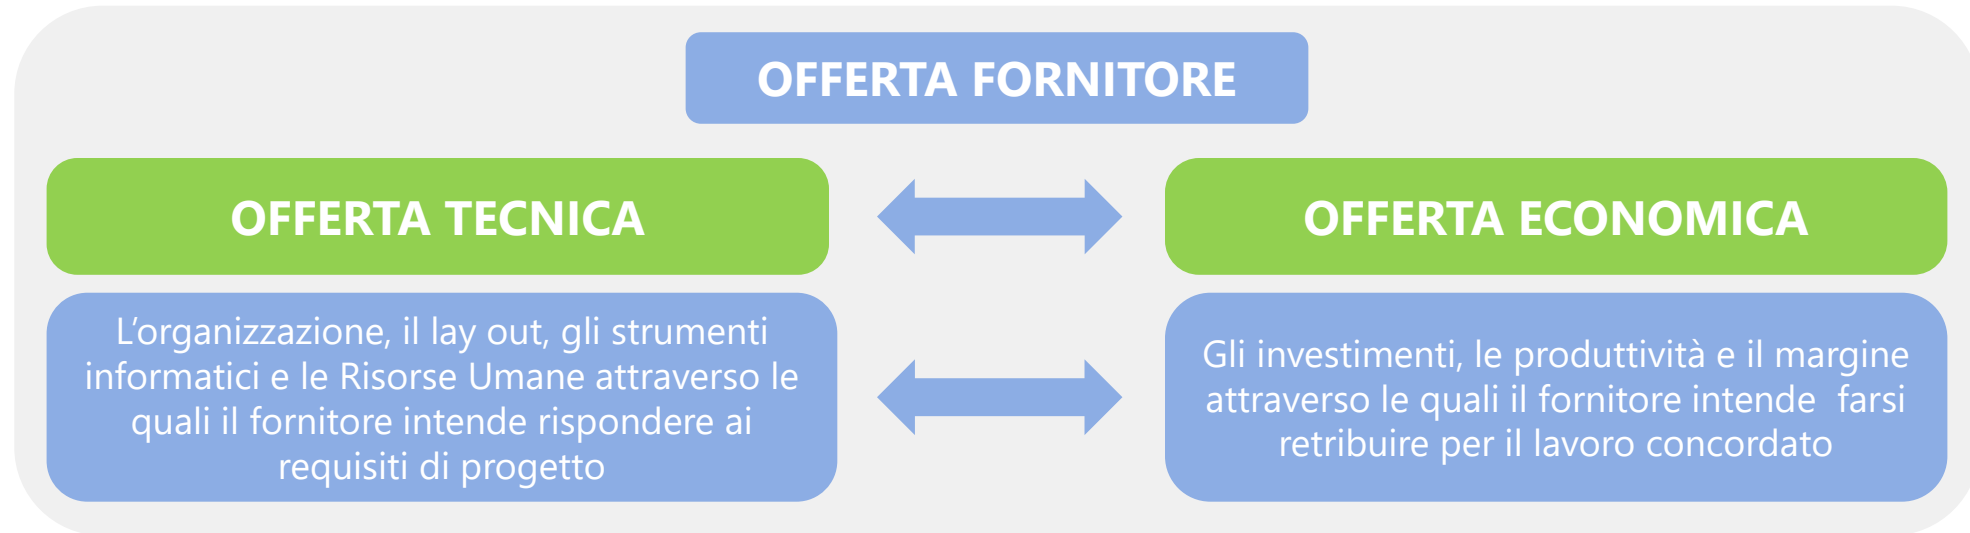 OFFERTA FORNITORE
OFFERTA TECNICA
OFFERTA ECONOMICA
L'organizzazione, il lay out, gli strumenti
informatici e le Risorse Umane attraverso le
quali il fornitore intende rispondere ai
requisiti di progetto
Gli investimenti, le produttività e il margine
attraverso le quali il fornitore intende  farsi
retribuire per il lavoro concordato